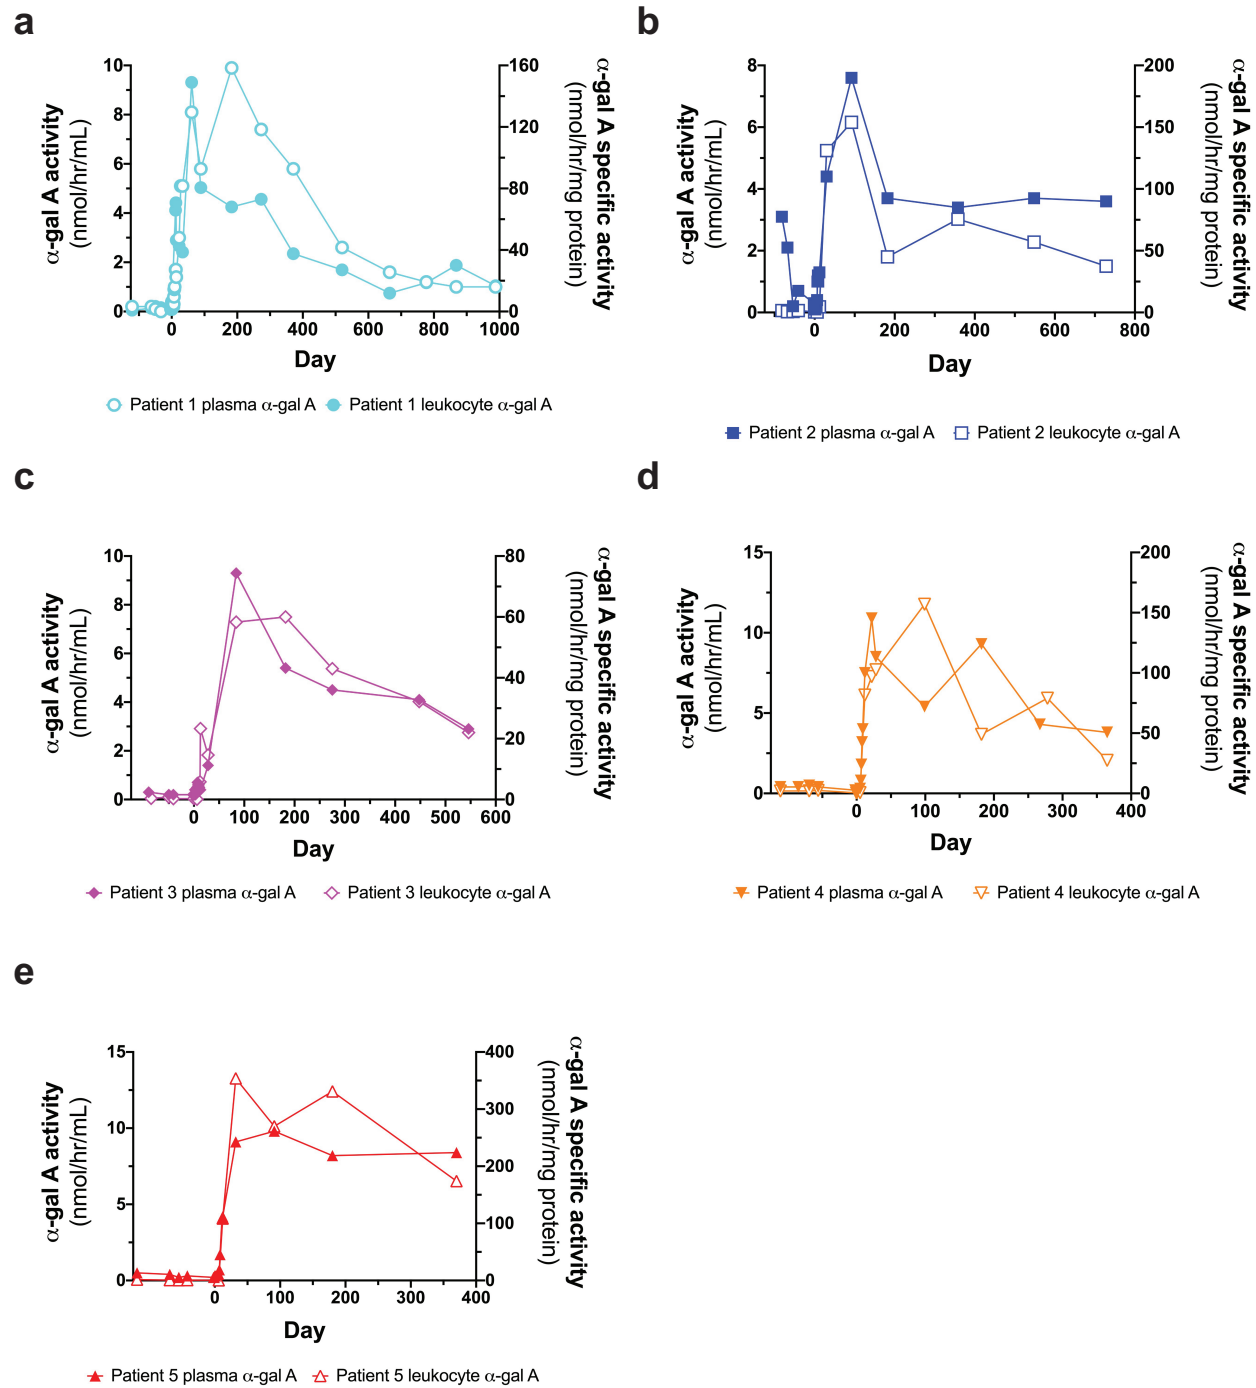 a
10
8
6
4
2
0
160
120
80
40
0
0 200 400 600 800 1000
α-gal A activity
(nmol/hr/mL)
α-gal A specific activity
(nmol/hr/mg protein)
Day
Patient 1 plasma α-gal A Patient 1 leukocyte α-gal A
b
8
6
4
2
0
200
150
100
50
0
0 200 400 600 800
α-gal A activity
(nmol/hr/mL)
α-gal A specific activity
(nmol/hr/mg protein)
Day
Patient 2 plasma α-gal A Patient 2 leukocyte α-gal A
c
10
8
6
4
2
0
80
60
40
20
0
0 100 200 300 400 500 600
α-gal A activity
(nmol/hr/mL)
α-gal A specific activity
(nmol/hr/mg protein)
Day
Patient 3 plasma α-gal A Patient 3 leukocyte α-gal A
d
15
10
5
0
200
150
100
50
0
0 100 200 300 400
α-gal A activity
(nmol/hr/mL)
α-gal A specific activity
(nmol/hr/mg protein)
Day
Patient 4 plasma α-gal A Patient 4 leukocyte α-gal A
e
15
10
5
0
400
300
200
100
0
0 100 200 300 400
α-gal A activity
(nmol/hr/mL)
α-gal A specific activity
(nmol/hr/mg protein)
Day
Patient 5 plasma α-gal A Patient 5 leukocyte α-gal A